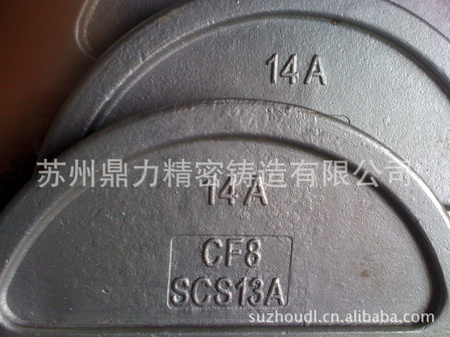 14A
苏州鼎力精密铸造有限公司
14A
CF8
SCS13A
suzhoudl.cn.alibaba.com